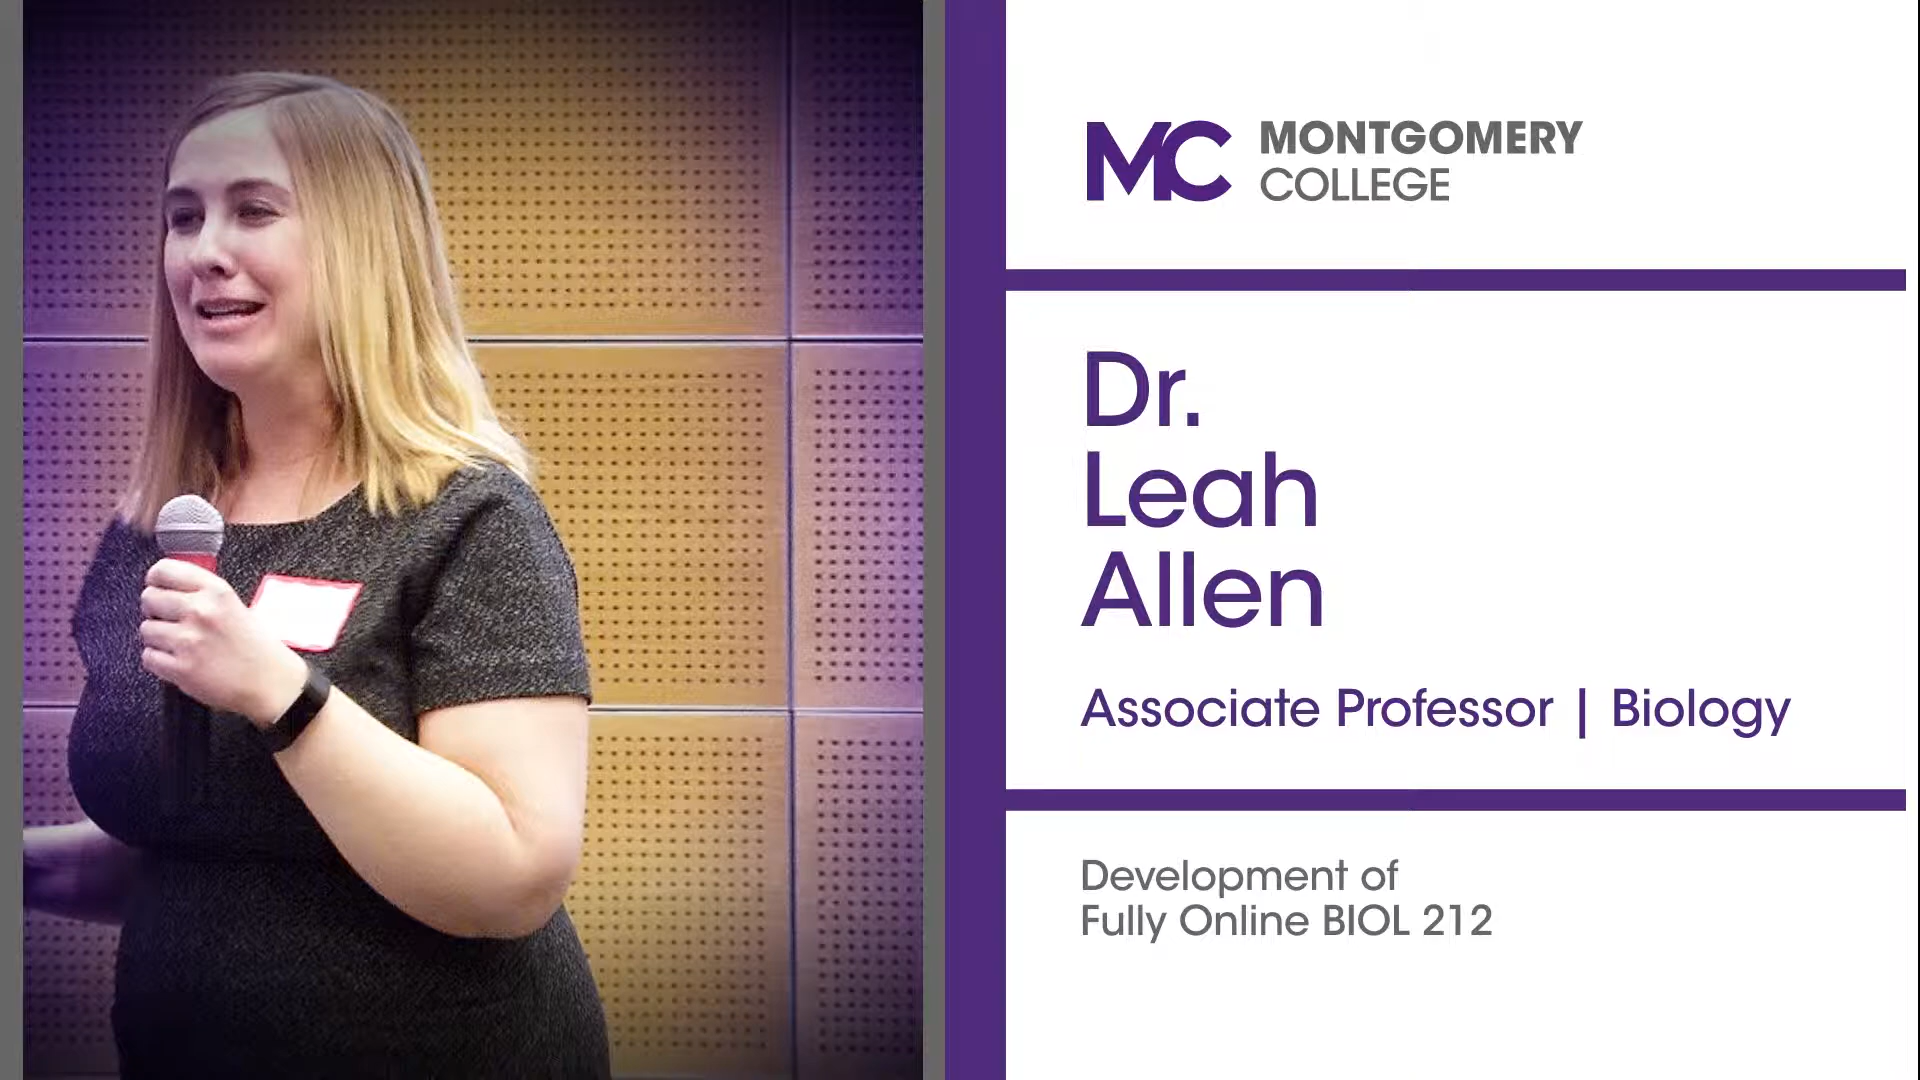 MC MONTGOMERY
COLLEGE
Dr.
Leah
Allen
Associate Professor | Biology
Development of
Fully Online BIOL 212